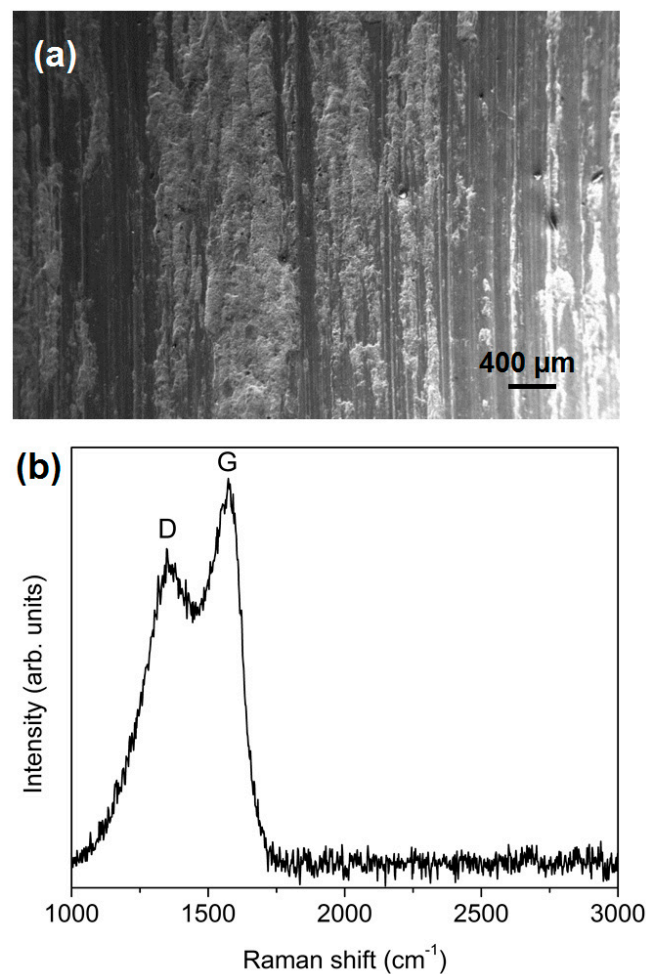 (a)
400 µm
(b)
G
D
Intensity (arb. units)
1000 1500 2000 2500 3000
Raman shift (cm⁻¹)